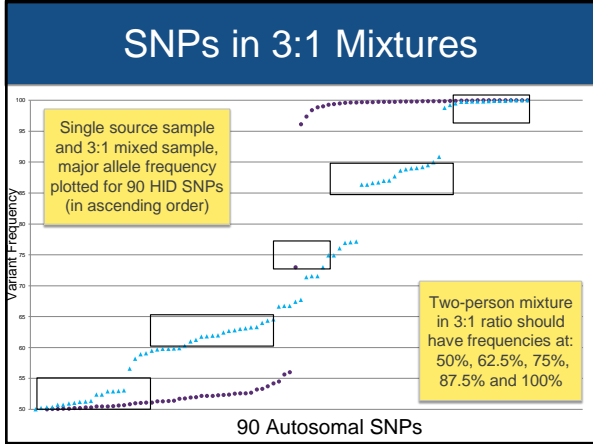 SNPs in 3:1 Mixtures
Single source sample
and 3:1 mixed sample,
major allele frequency
plotted for 90 HID SNPs
(in ascending order)
Variant Frequency
100
95
90
85
80
75
70
65
60
55
50
Two-person mixture
in 3:1 ratio should
have frequencies at:
50%, 62.5%, 75%,
87.5% and 100%
90 Autosomal SNPs